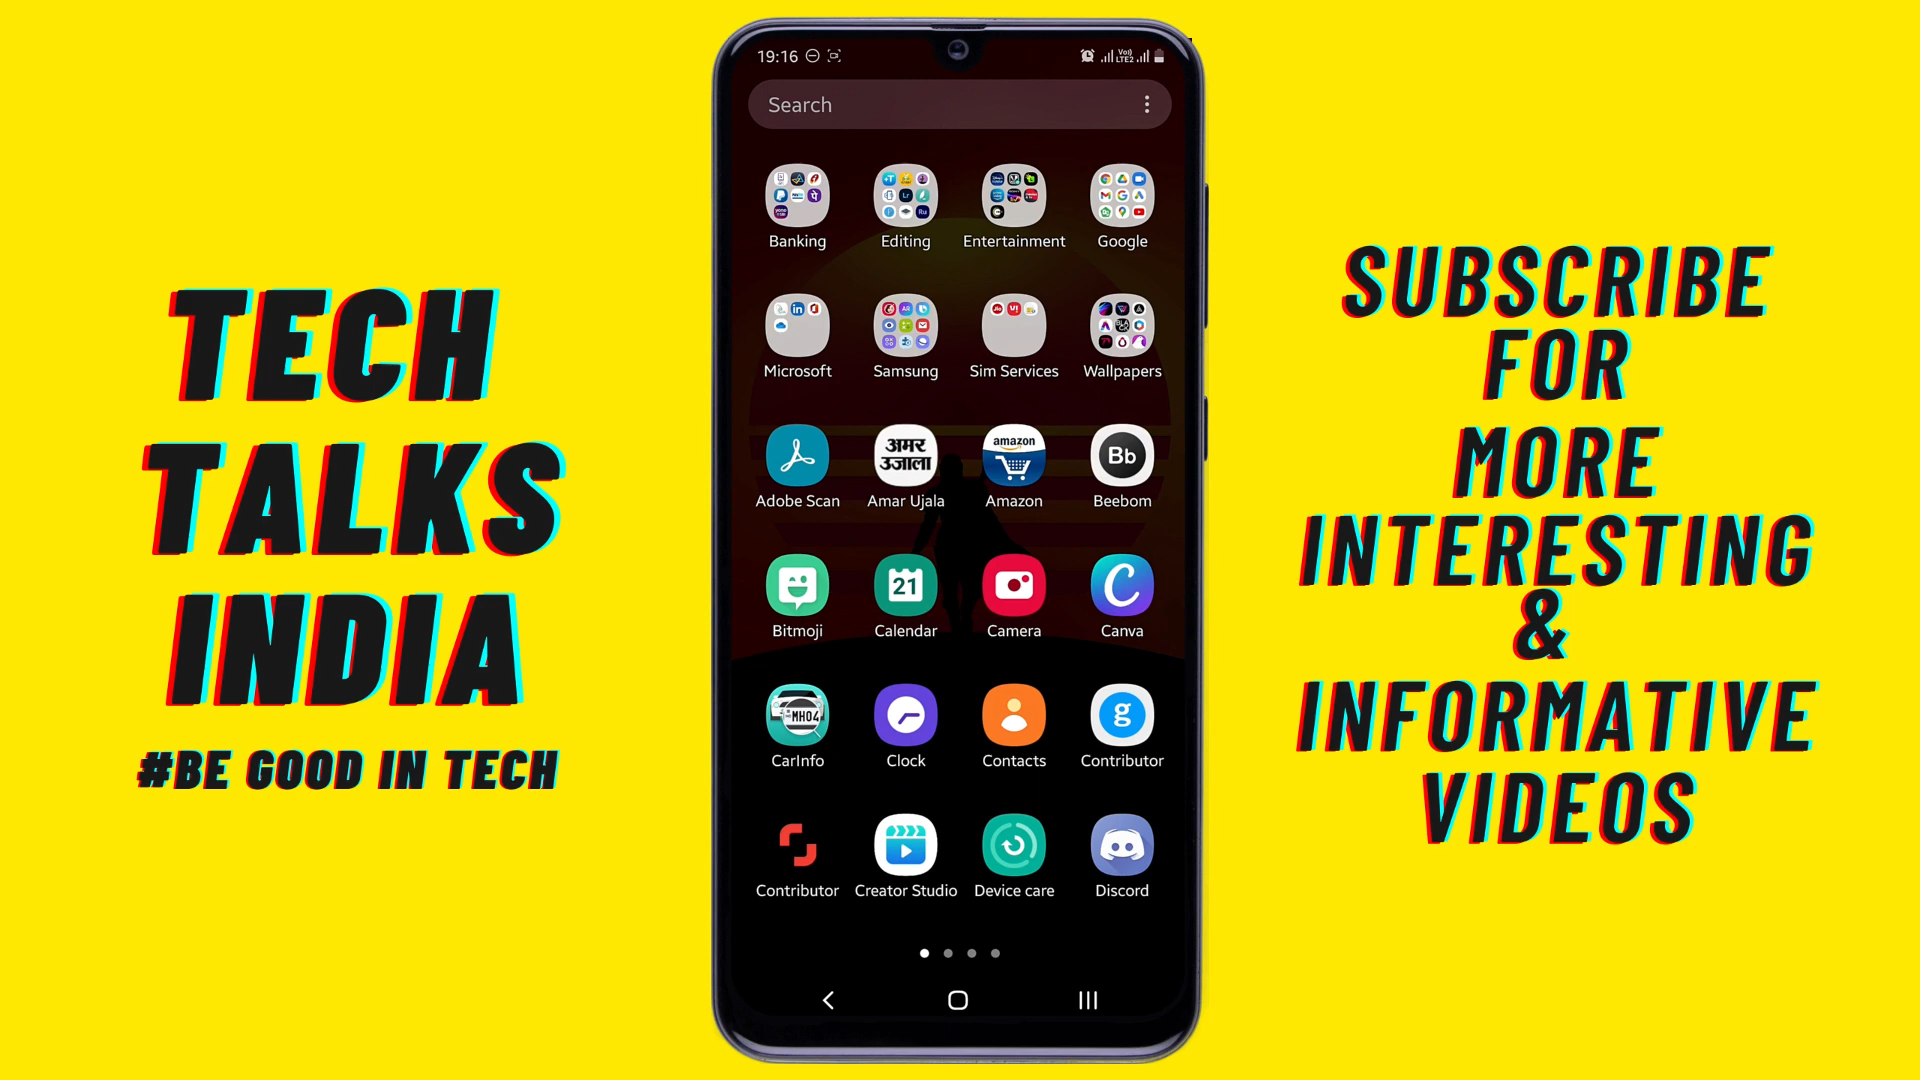 TECH
TALKS
INDIA
#BE GOOD IN TECH
19:16
Vo))
LTE2
Search
Banking Editing Entertainment Google
Microsoft Samsung Sim Services Wallpapers
अमर
उजाला
amazon
Bb
Adobe Scan Amar Ujala Amazon Beebom
21
C
Bitmoji Calendar Camera Canva
MH04
g
CarInfo Clock Contacts Contributor
Contributor Creator Studio Device care Discord
SUBSCRIBE
FOR
MORE
INTERESTING
&
INFORMATIVE
VIDEOS